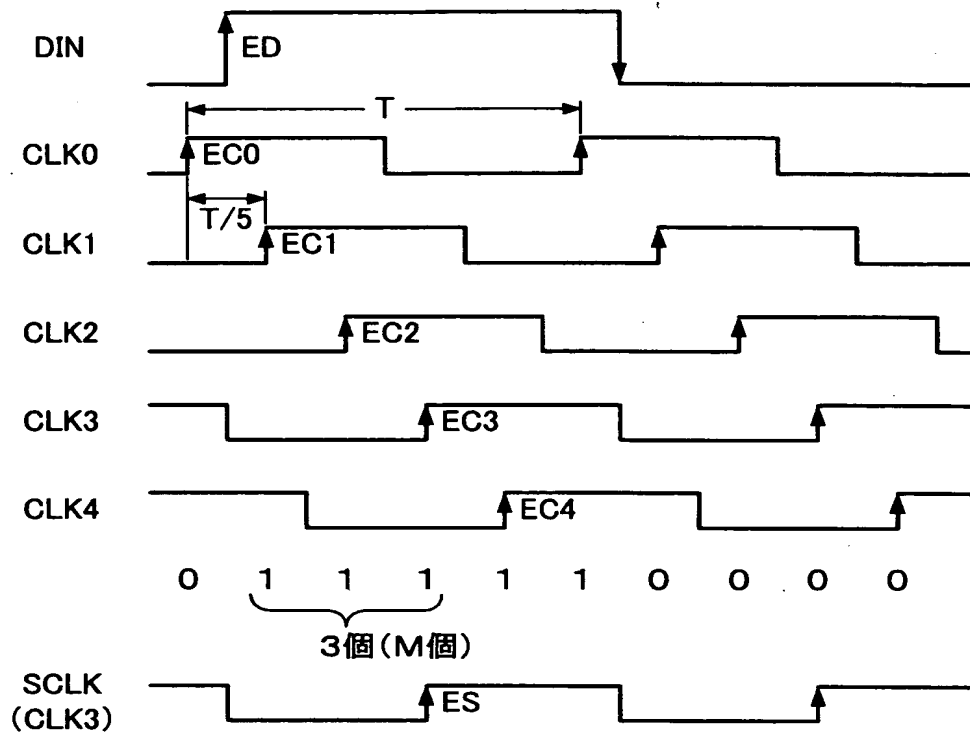 DIN
ED
T
CLK0
EC0
T/5
CLK1
EC1
CLK2
EC2
CLK3
EC3
CLK4
EC4
0 1 1 1 1 1 0 0 0 0
3個(M個)
SCLK
(CLK3)
ES